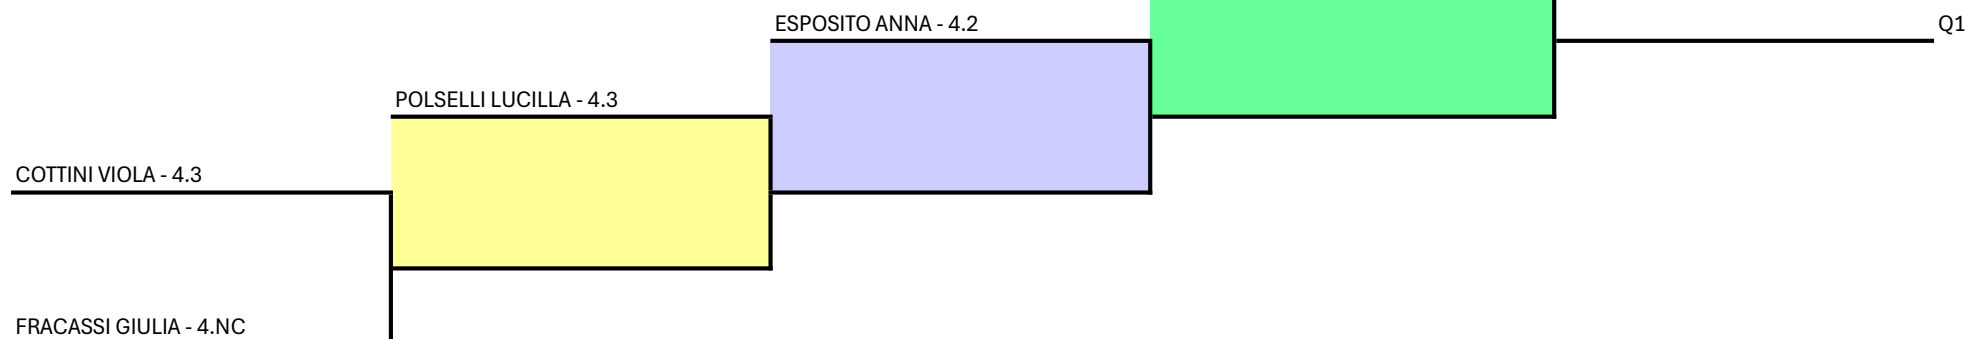 ESPOSITO ANNA - 4.2
Q1
POLSELLI LUCILLA - 4.3
COTTINI VIOLA - 4.3
FRACASSI GIULIA - 4.NC